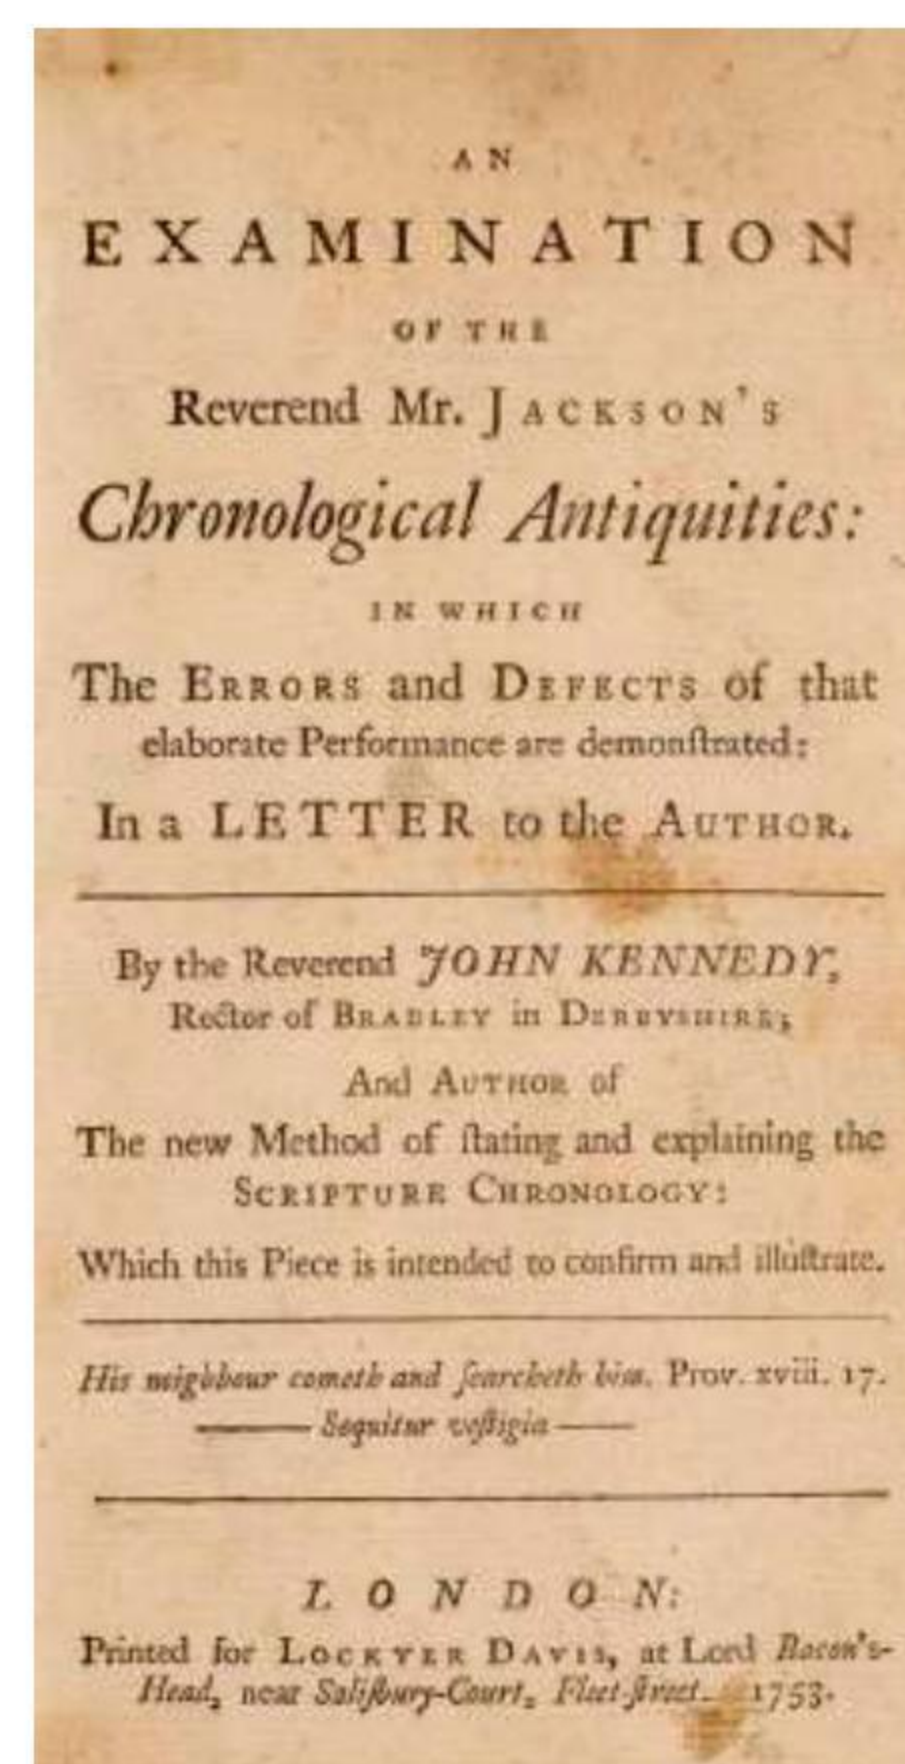 AN
EXAMINATION
OF THE
Reverend Mr. JACKSON'S
Chronological Antiquities:
IN WHICH
The ERRORS and DEFECTS of that
elaborate Performance are demonſtrated:
In a LETTER to the AUTHOR.
By the Reverend JOHN KENNEDY,
Rector of BRADLEY in DERBYSHIRE;
And AUTHOR of
The new Method of ſtating and explaining the
SCRIPTURE CHRONOLOGY:
Which this Piece is intended to confirm and illuſtrate.
His neighbour cometh and ſearcheth him. Prov. xviii. 17.
—— Sequitur veſtigia ——
LONDON:
Printed for LOCKYER DAVIS, at Lord Bacon's-
Head, near Saliſbury-Court, Fleet-ſtreet. 1753.